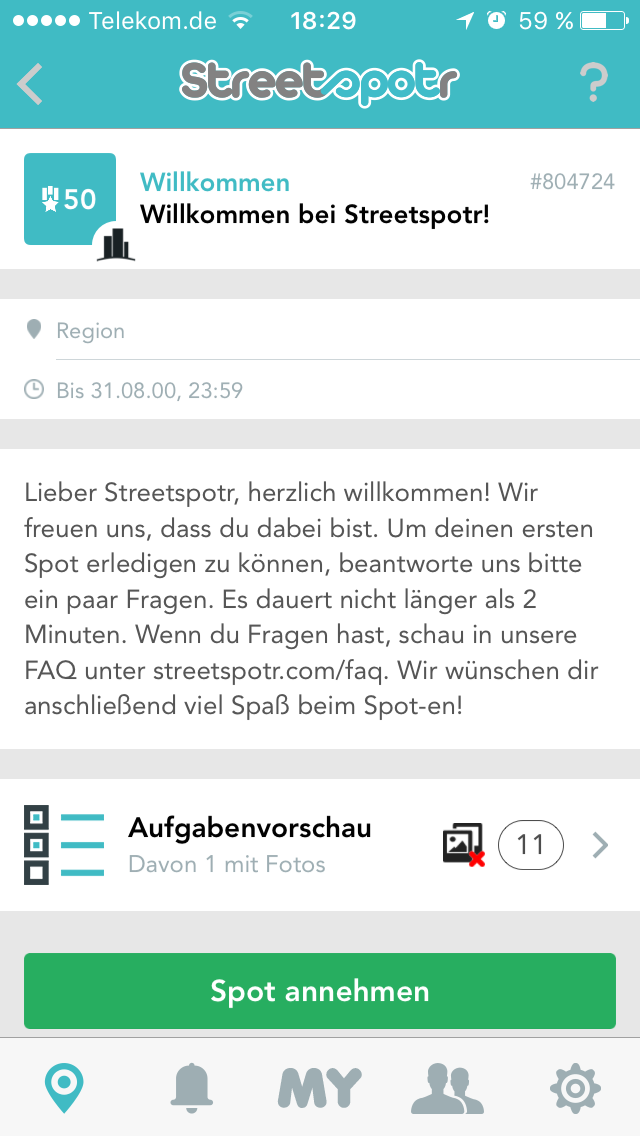 Telekom.de 18:29 59 %
Streetspotr ?
50
Willkommen #804724
Willkommen bei Streetspotr!
Region
Bis 31.08.00, 23:59
Lieber Streetspotr, herzlich willkommen! Wir
freuen uns, dass du dabei bist. Um deinen ersten
Spot erledigen zu können, beantworte uns bitte
ein paar Fragen. Es dauert nicht länger als 2
Minuten. Wenn du Fragen hast, schau in unsere
FAQ unter streetspotr.com/faq. Wir wünschen dir
anschließend viel Spaß beim Spot-en!
Aufgabenvorschau 11
Davon 1 mit Fotos
Spot annehmen
MY